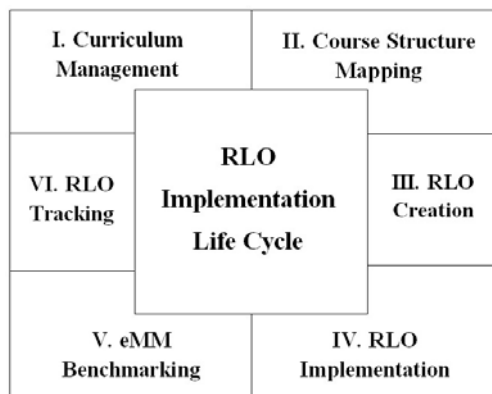 I. Curriculum
Management
II. Course Structure
Mapping
RLO
Implementation
Life Cycle
VI. RLO
Tracking
III. RLO
Creation
V. eMM
Benchmarking
IV. RLO
Implementation